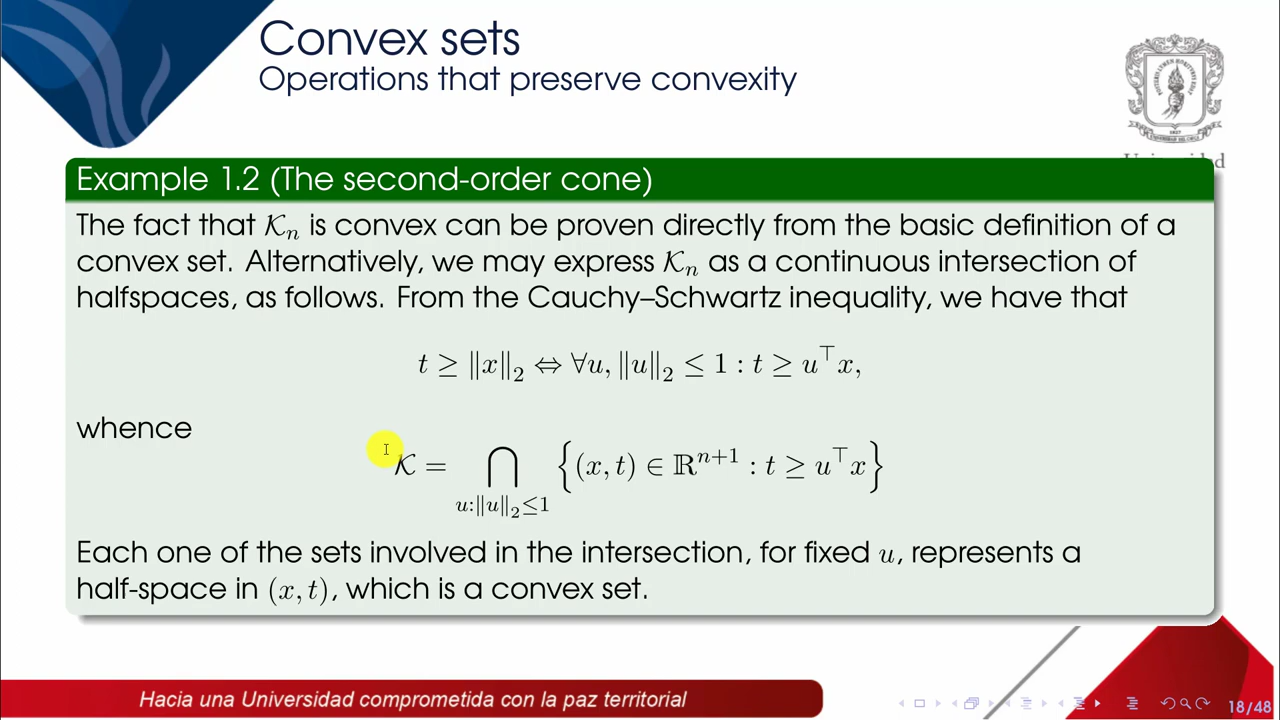 Convex sets
Operations that preserve convexity
Example 1.2 (The second-order cone)
The fact that 𝒦ₙ is convex can be proven directly from the basic definition of a
convex set. Alternatively, we may express 𝒦ₙ as a continuous intersection of
halfspaces, as follows. From the Cauchy–Schwartz inequality, we have that
t ≥ ‖x‖₂ ⇔ ∀u, ‖u‖₂ ≤ 1 : t ≥ u⊤x,
whence
𝒦 = ⋂ {(x, t) ∈ ℝⁿ⁺¹ : t ≥ u⊤x}
u:‖u‖₂≤1
Each one of the sets involved in the intersection, for fixed u, represents a
half-space in (x, t), which is a convex set.
Hacia una Universidad comprometida con la paz territorial
18/48